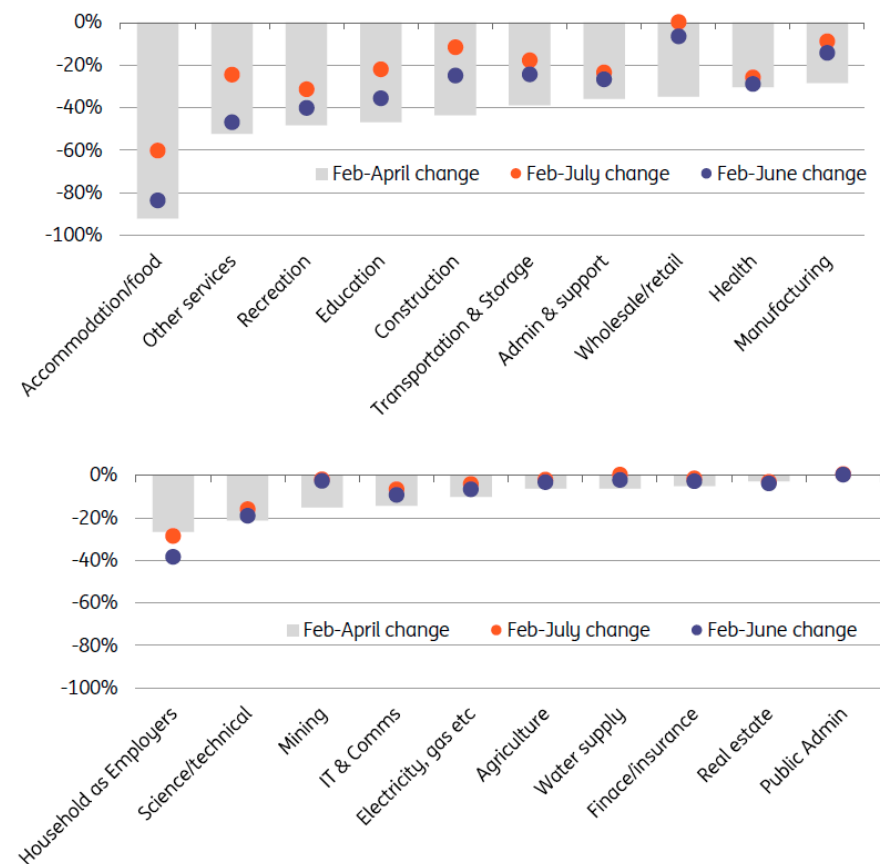 0%
-20%
-40%
-60%
-80%
-100%
Feb-April change Feb-July change Feb-June change
Accommodation/food
Other services
Recreation
Education
Construction
Transportation & Storage
Admin & support
Wholesale/retail
Health
Manufacturing
0%
-20%
-40%
-60%
-80%
-100%
Feb-April change Feb-July change Feb-June change
Household as Employers
Science/technical
Mining
IT & Comms
Electricity, gas etc
Agriculture
Water supply
Finace/insurance
Real estate
Public Admin